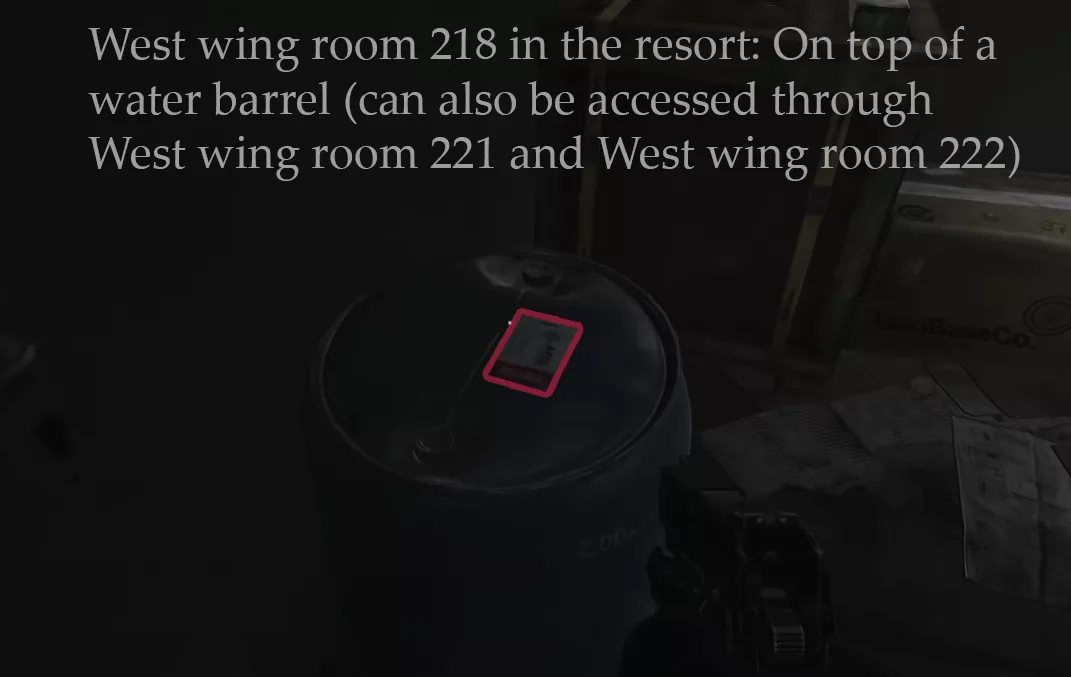 West wing room 218 in the resort: On top of a
water barrel (can also be accessed through
West wing room 221 and West wing room 222)